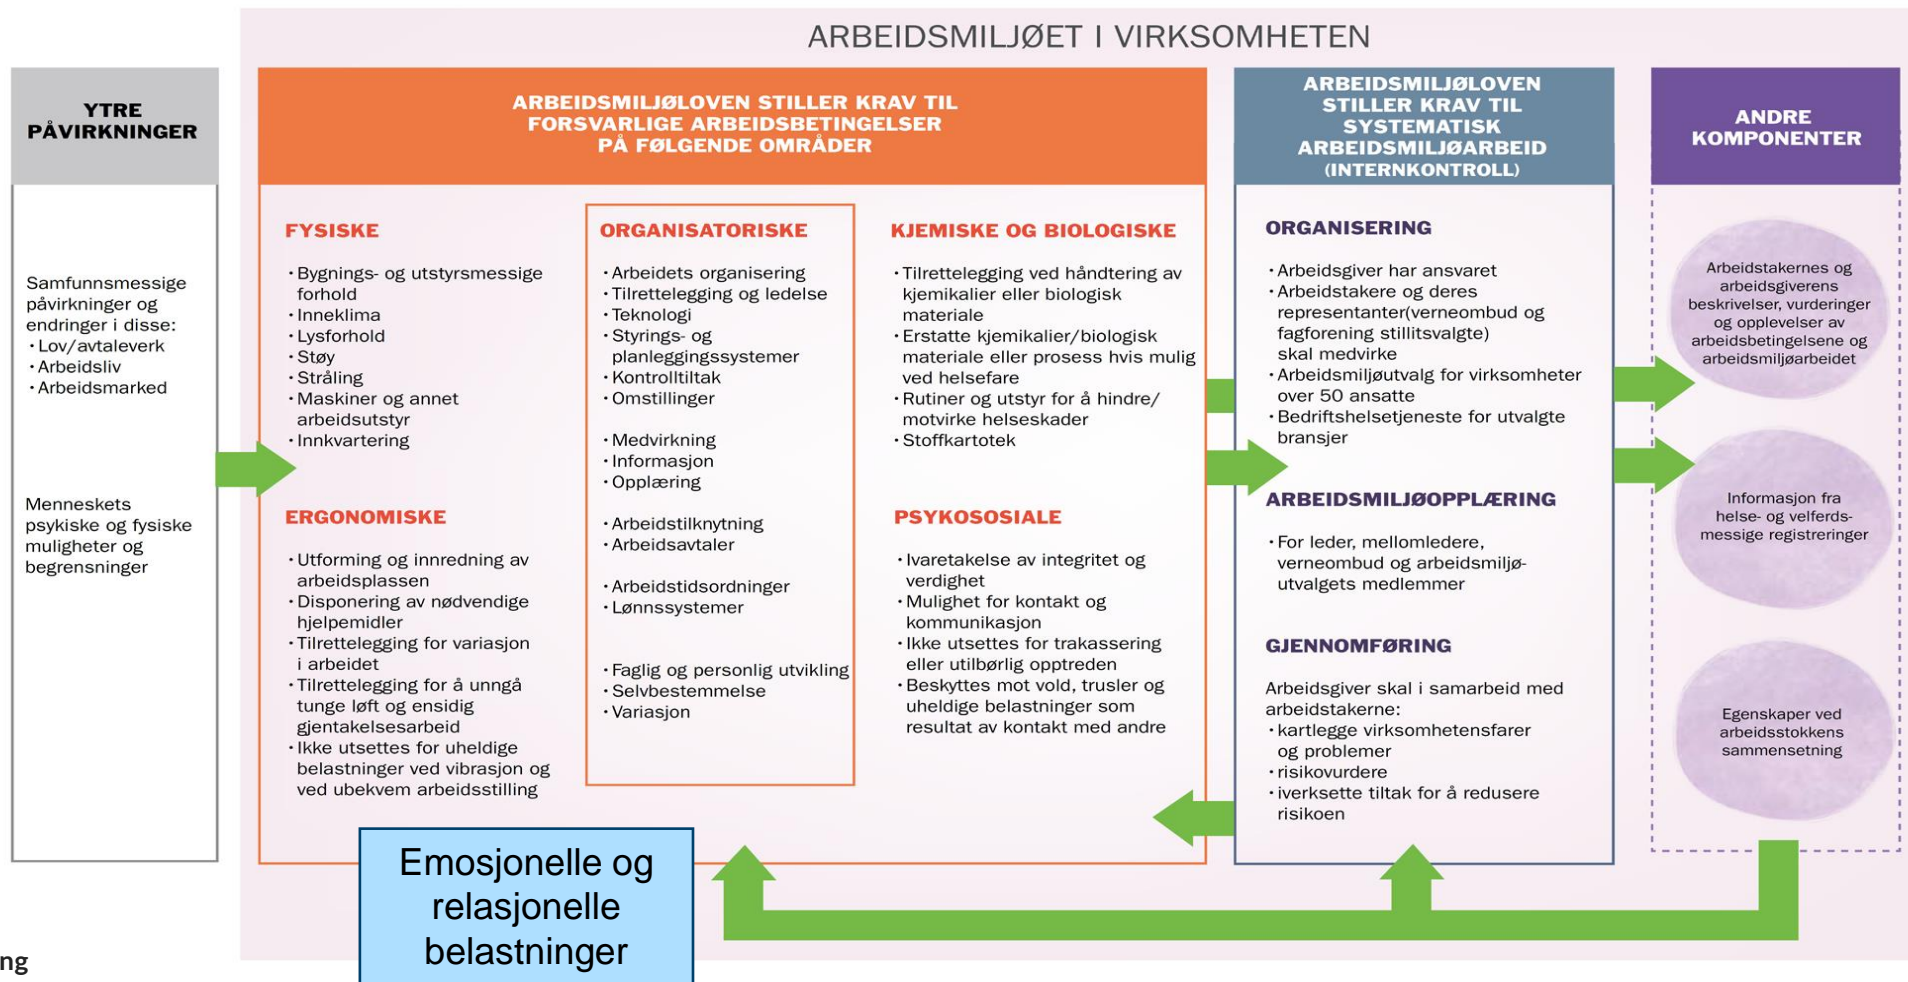 ARBEIDSMILJØET I VIRKSOMHETEN
YTRE
PÅVIRKNINGER
Samfunnsmessige
påvirkninger og
endringer i disse:
· Lov/avtaleverk
· Arbeidsliv
· Arbeidsmarked
Menneskets
psykiske og fysiske
muligheter og
begrensninger
ARBEIDSMILJØLOVEN STILLER KRAV TIL
FORSVARLIGE ARBEIDSBETINGELSER
PÅ FØLGENDE OMRÅDER
FYSISKE
· Bygnings- og utstyrsmessige
forhold
· Inneklima
· Lysforhold
· Støy
· Stråling
· Maskiner og annet
arbeidsutstyr
· Innkvartering
ERGONOMISKE
· Utforming og innredning av
arbeidsplassen
· Disponering av nødvendige
hjelpemidler
· Tilrettelegging for variasjon
i arbeidet
· Tilrettelegging for å unngå
tunge løft og ensidig
gjentakelsesarbeid
· Ikke utsettes for uheldige
belastninger ved vibrasjon og
ved ubekvem arbeidsstilling
ORGANISATORISKE
· Arbeidets organisering
· Tilrettelegging og ledelse
· Teknologi
· Styrings- og
planleggingssystemer
· Kontrolltiltak
· Omstillinger
· Medvirkning
· Informasjon
· Opplæring
· Arbeidstilknytning
· Arbeidsavtaler
· Arbeidstidsordninger
· Lønnssystemer
· Faglig og personlig utvikling
· Selvbestemmelse
· Variasjon
KJEMISKE OG BIOLOGISKE
· Tilrettelegging ved håndtering av
kjemikalier eller biologisk
materiale
· Erstatte kjemikalier/biologisk
materiale eller prosess hvis mulig
ved helsefare
· Rutiner og utstyr for å hindre/
motvirke helseskader
· Stoffkartotek
PSYKOSOSIALE
· Ivaretakelse av integritet og
verdighet
· Mulighet for kontakt og
kommunikasjon
· Ikke utsettes for trakassering
eller utilbørlig opptreden
· Beskyttes mot vold, trusler og
uheldige belastninger som
resultat av kontakt med andre
ARBEIDSMILJØLOVEN
STILLER KRAV TIL
SYSTEMATISK
ARBEIDSMILJØARBEID
(INTERNKONTROLL)
ORGANISERING
· Arbeidsgiver har ansvaret
· Arbeidstakere og deres
representanter(verneombud og
fagforening stillitsvalgte)
skal medvirke
· Arbeidsmiljøutvalg for virksomheter
over 50 ansatte
· Bedriftshelsetjeneste for utvalgte
bransjer
ARBEIDSMILJØOPPLÆRING
· For leder, mellomledere,
verneombud og arbeidsmiljø-
utvalgets medlemmer
GJENNOMFØRING
Arbeidsgiver skal i samarbeid med
arbeidstakerne:
· kartlegge virksomhetensfarer
og problemer
· risikovurdere
· iverksette tiltak for å redusere
risikoen
ANDRE
KOMPONENTER
Arbeidstakernes og
arbeidsgiverens
beskrivelser, vurderinger
og opplevelser av
arbeidsbetingelsene og
arbeidsmiljøarbeidet
Informasjon fra
helse- og velferds-
messige registreringer
Egenskaper ved
arbeidsstokkens
sammensetning
Emosjonelle og
relasjonelle
belastninger
ng